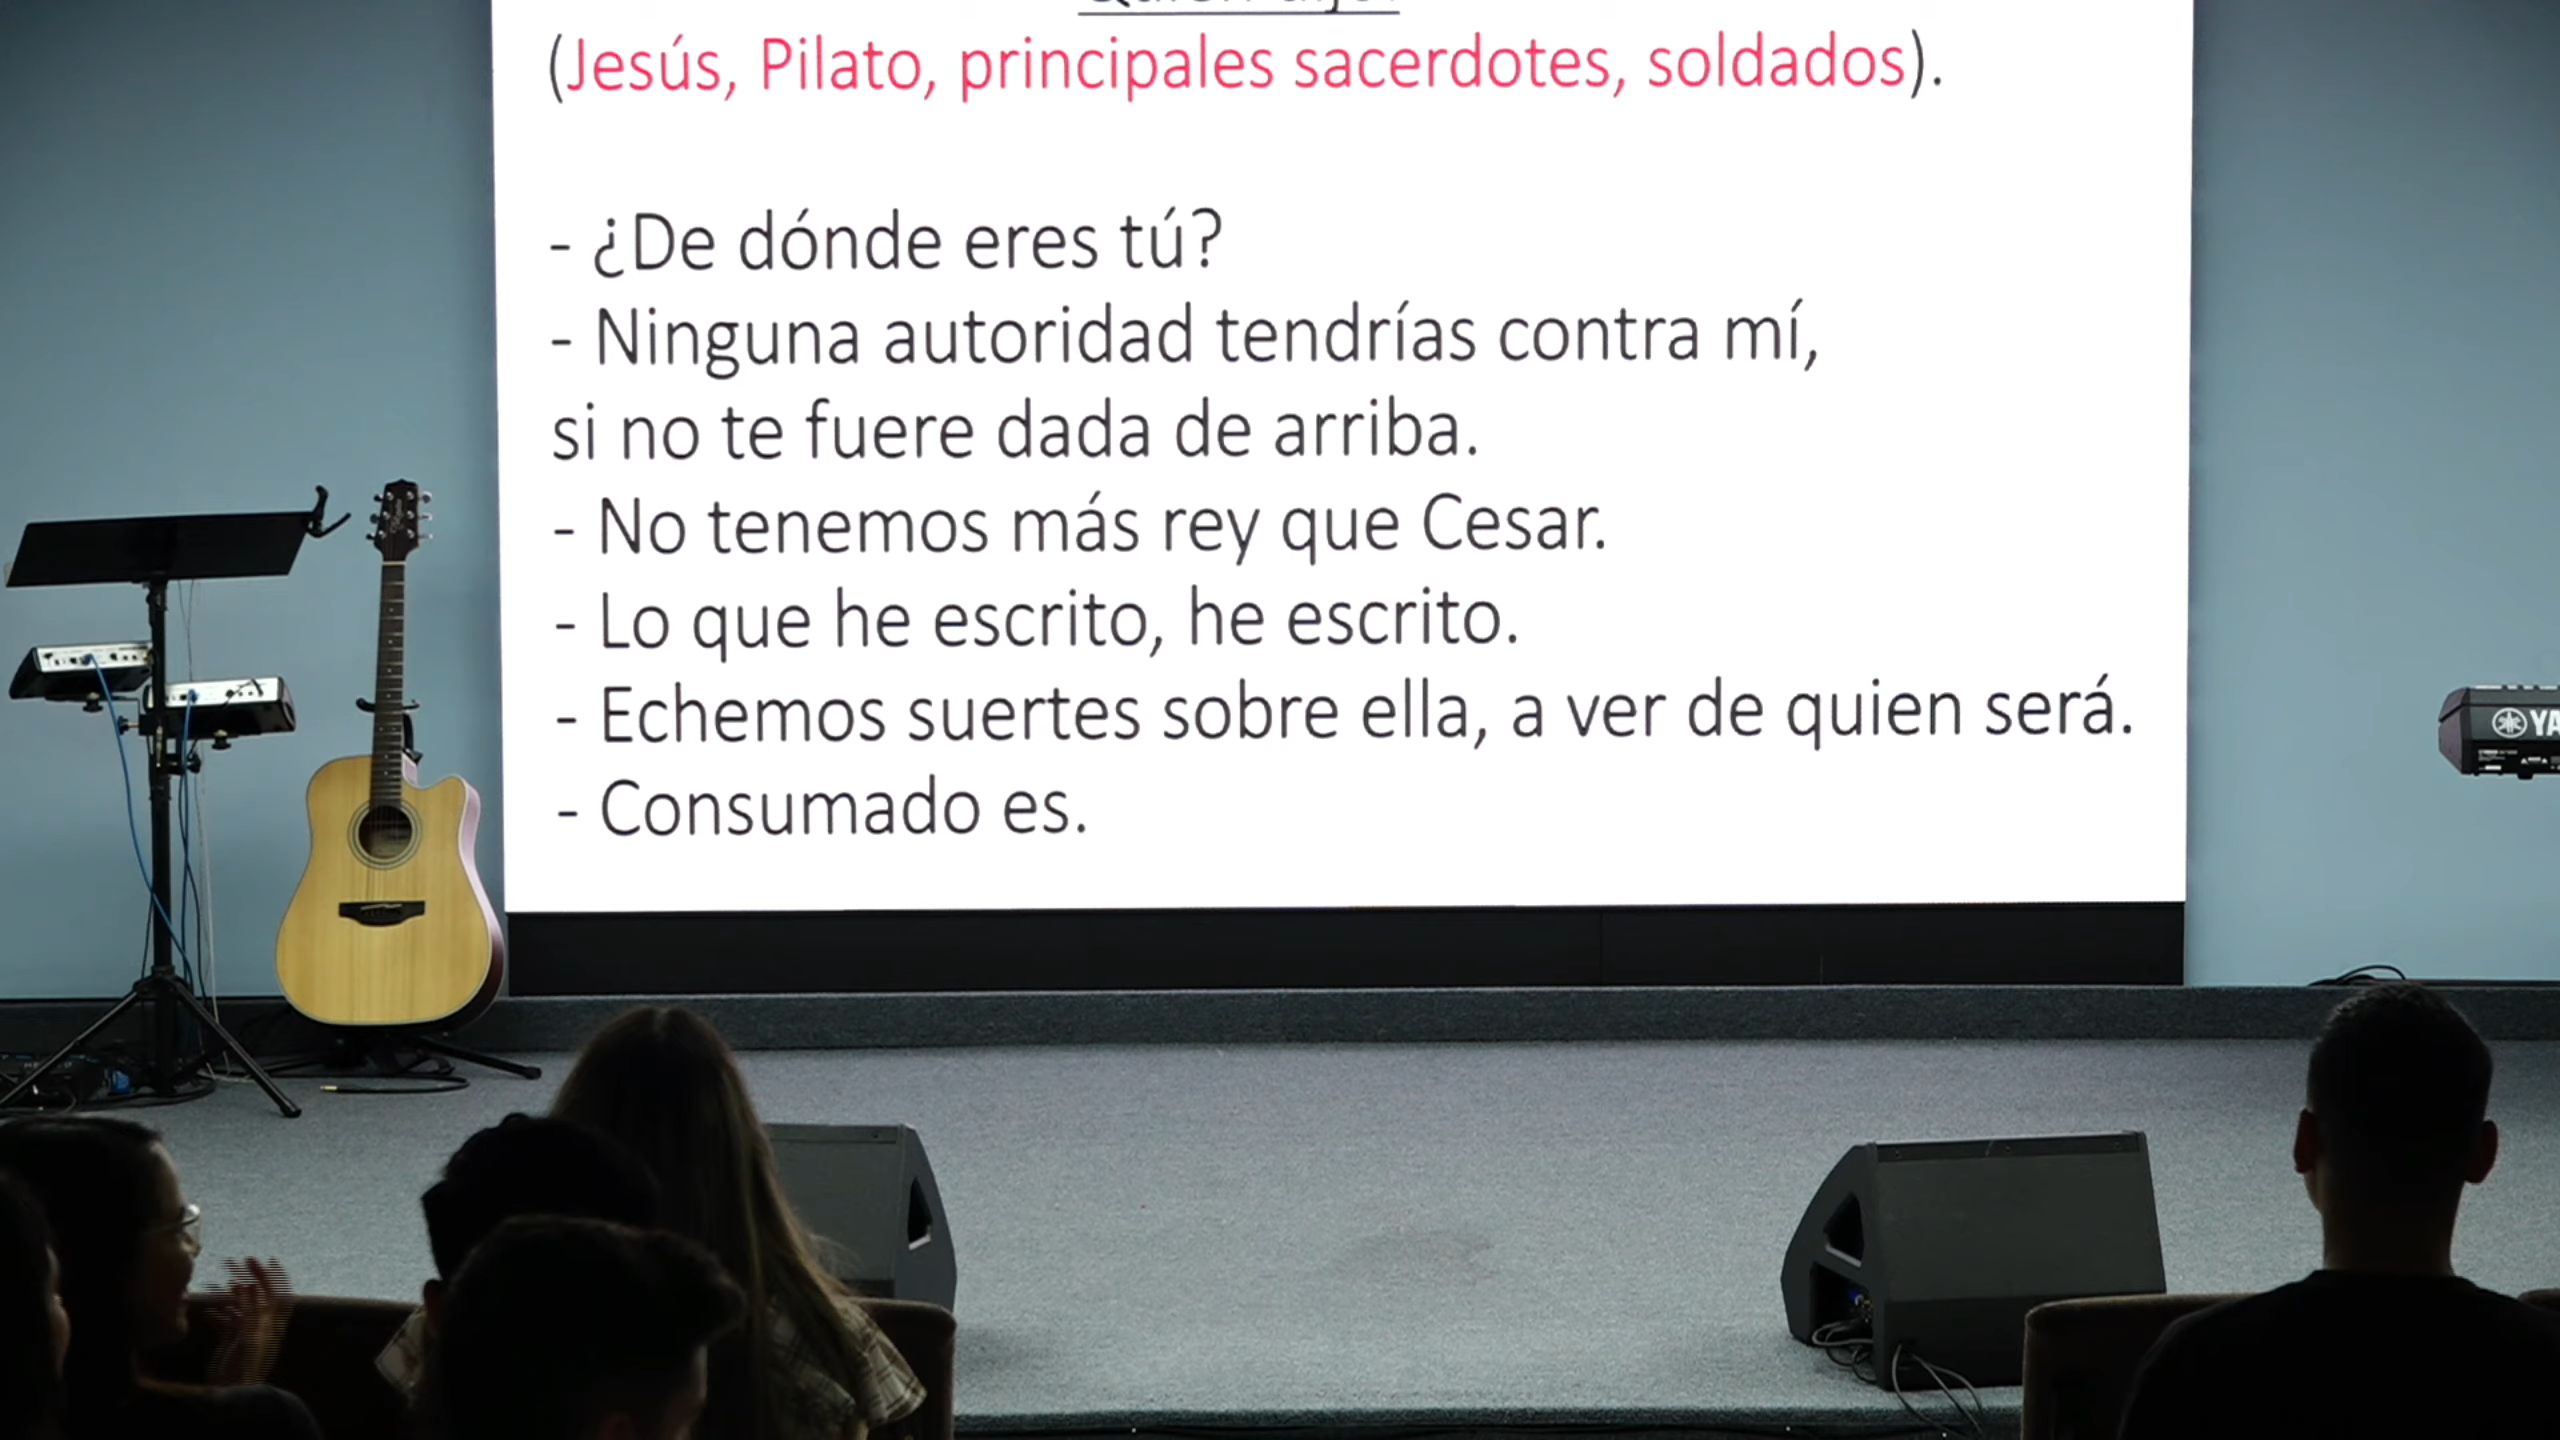 (Jesús, Pilato, principales sacerdotes, soldados).
- ¿De dónde eres tú?
- Ninguna autoridad tendrías contra mí,
si no te fuere dada de arriba.
- No tenemos más rey que Cesar.
- Lo que he escrito, he escrito.
- Echemos suertes sobre ella, a ver de quien será.
- Consumado es.
YA